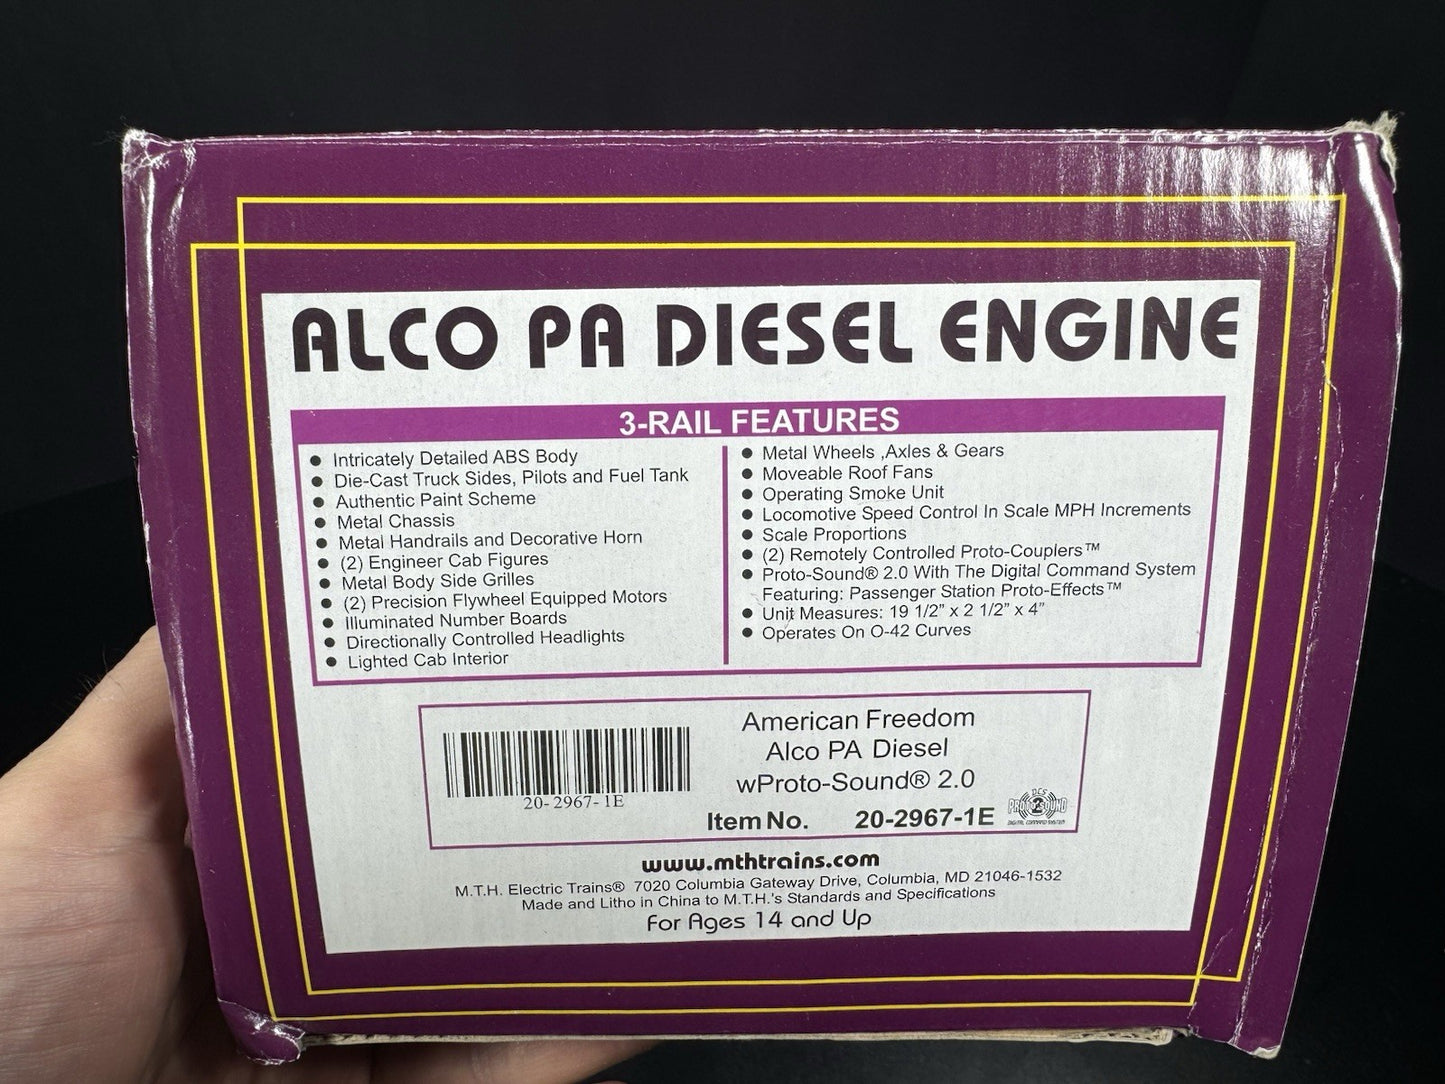 ALCO PA DIESEL ENGINE
3-RAIL FEATURES
● Intricately Detailed ABS Body
● Die-Cast Truck Sides, Pilots and Fuel Tank
● Authentic Paint Scheme
● Metal Chassis
● Metal Handrails and Decorative Horn
● (2) Engineer Cab Figures
● Metal Body Side Grilles
● (2) Precision Flywheel Equipped Motors
● Illuminated Number Boards
● Directionally Controlled Headlights
● Lighted Cab Interior
● Metal Wheels ,Axles & Gears
● Moveable Roof Fans
● Operating Smoke Unit
● Locomotive Speed Control In Scale MPH Increments
● Scale Proportions
● (2) Remotely Controlled Proto-Couplers™
● Proto-Sound® 2.0 With The Digital Command System
Featuring: Passenger Station Proto-Effects™
● Unit Measures: 19 1/2” x 2 1/2” x 4”
● Operates On O-42 Curves
20-2967-1E
American Freedom
Alco PA Diesel
wProto-Sound® 2.0
Item No. 20-2967-1E
DCS
PROTO SOUND
2
DIGITAL COMMAND SYSTEM
www.mthtrains.com
M.T.H. Electric Trains® 7020 Columbia Gateway Drive, Columbia, MD 21046-1532
Made and Litho in China to M.T.H.'s Standards and Specifications
For Ages 14 and Up